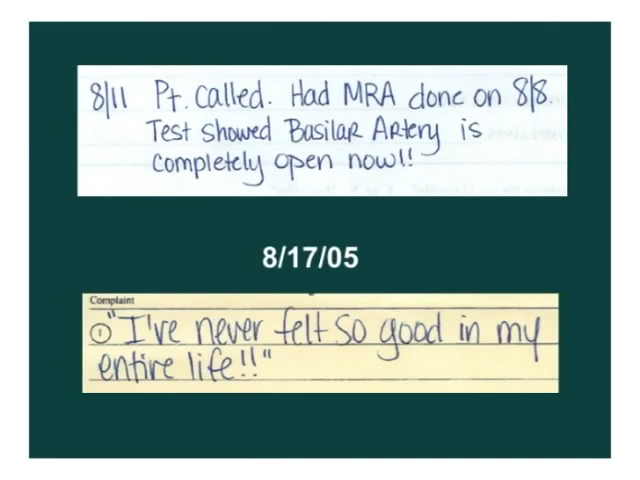 8/11 Pt. called. Had MRA done on 8/8.
Test showed Basilar Artery is
completely open now!!
8/17/05
Complaint
① "I've never felt so good in my
entire life!!"